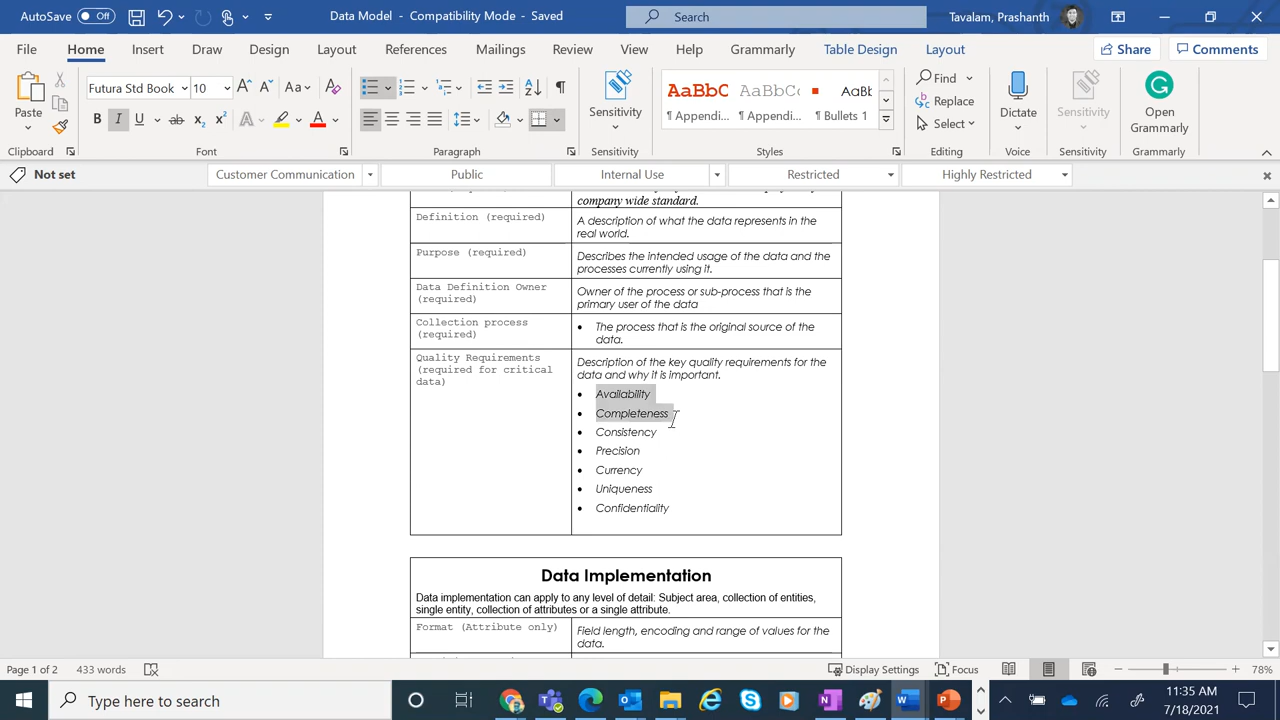 AutoSave Off Data Model - Compatibility Mode - Saved Search Tavalam, Prashanth
File Home Insert Draw Design Layout References Mailings Review View Help Grammarly Table Design Layout Share Comments
Paste
Clipboard
Futura Std Book 10
Font
Paragraph
Sensitivity
Sensitivity
AaBbC
¶ Appendi...
AaBbC
¶ Appendi...
AaBb
¶ Bullets 1
Styles
Find
Replace
Select
Editing
Dictate
Voice
Sensitivity
Sensitivity
Open
Grammarly
Grammarly
Not set Customer Communication Public Internal Use Restricted Highly Restricted
company wide standard.
Definition (required)
A description of what the data represents in the
real world.
Purpose (required)
Describes the intended usage of the data and the
processes currently using it.
Data Definition Owner
(required)
Owner of the process or sub-process that is the
primary user of the data
Collection process
(required)
• The process that is the original source of the
data.
Quality Requirements
(required for critical
data)
Description of the key quality requirements for the
data and why it is important.
• Availability
• Completeness
• Consistency
• Precision
• Currency
• Uniqueness
• Confidentiality
Data Implementation
Data implementation can apply to any level of detail: Subject area, collection of entities,
single entity, collection of attributes or a single attribute.
Format (Attribute only)
Field length, encoding and range of values for the
data.
Page 1 of 2 433 words Display Settings Focus 78%
Type here to search
11:35 AM
7/18/2021